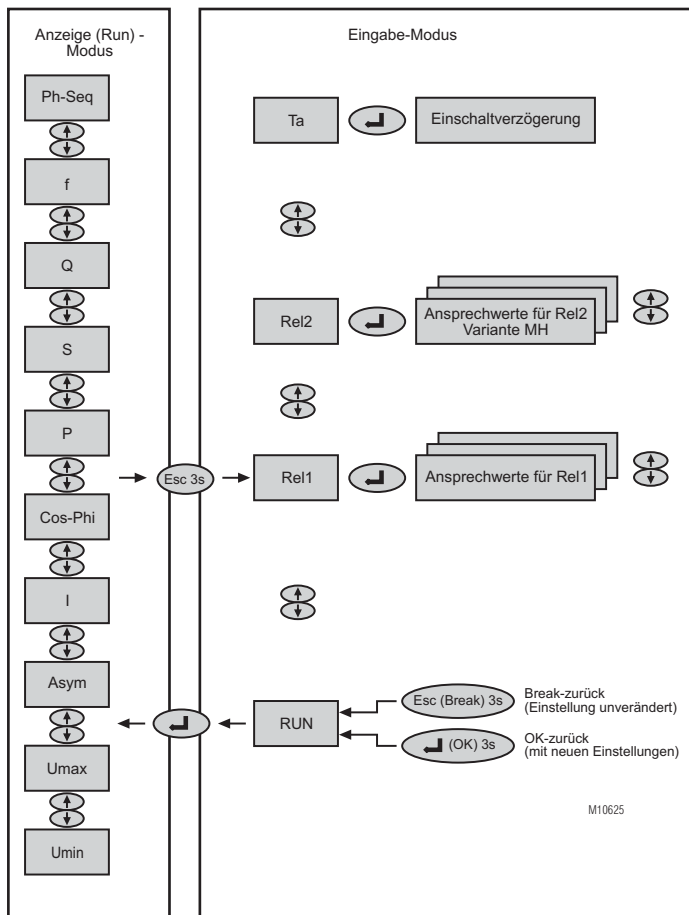 Anzeige (Run) -
Modus
Ph-Seq
f
Q
S
P
Cos-Phi
I
Asym
Umax
Umin
Esc 3s
Eingabe-Modus
Ta
Einschaltverzögerung
Rel2
Ansprechwerte für Rel2
Variante MH
Rel1
Ansprechwerte für Rel1
RUN
Esc (Break) 3s
Break-zurück
(Einstellung unverändert)
(OK) 3s
OK-zurück
(mit neuen Einstellungen)
M10625